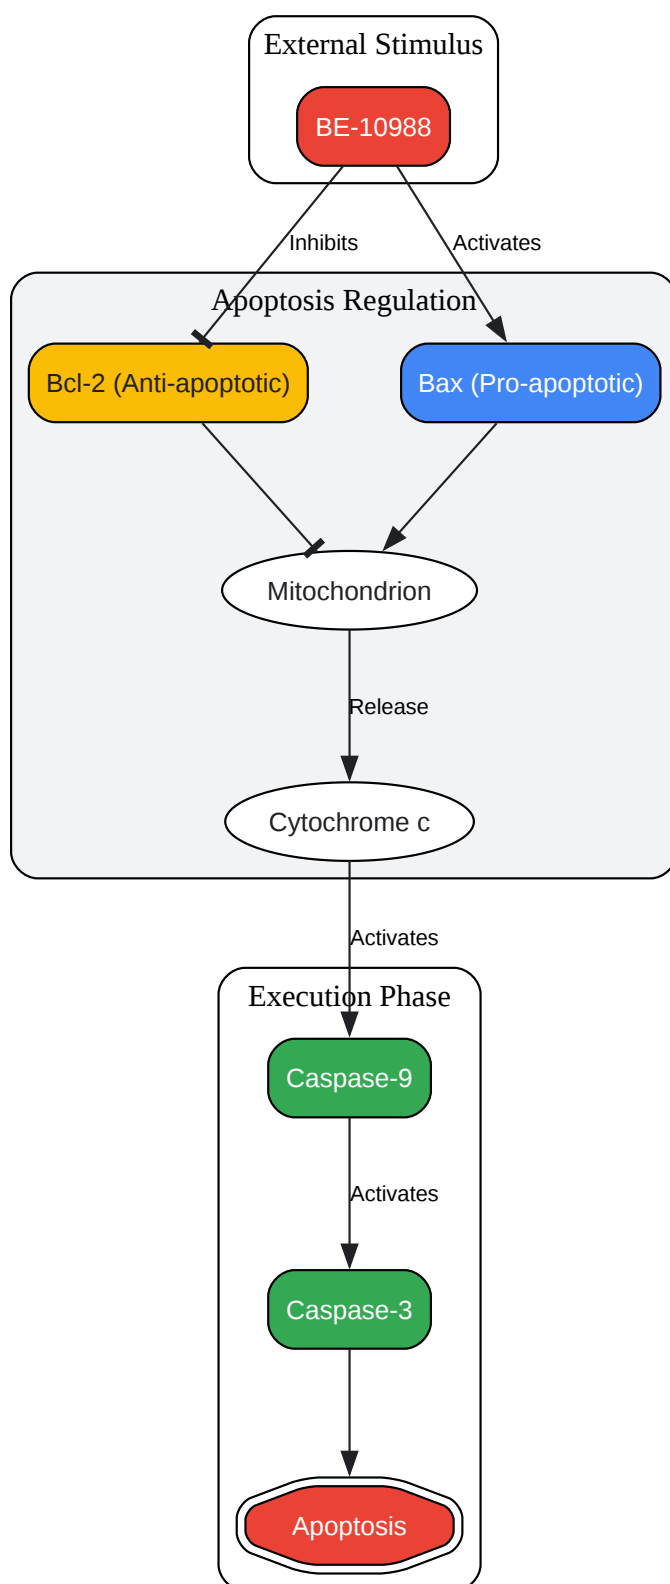 External Stimulus
BE-10988
Inhibits
Activates
Apoptosis Regulation
Bcl-2 (Anti-apoptotic)
Bax (Pro-apoptotic)
Mitochondrion
Release
Cytochrome c
Activates
Execution Phase
Caspase-9
Activates
Caspase-3
Apoptosis